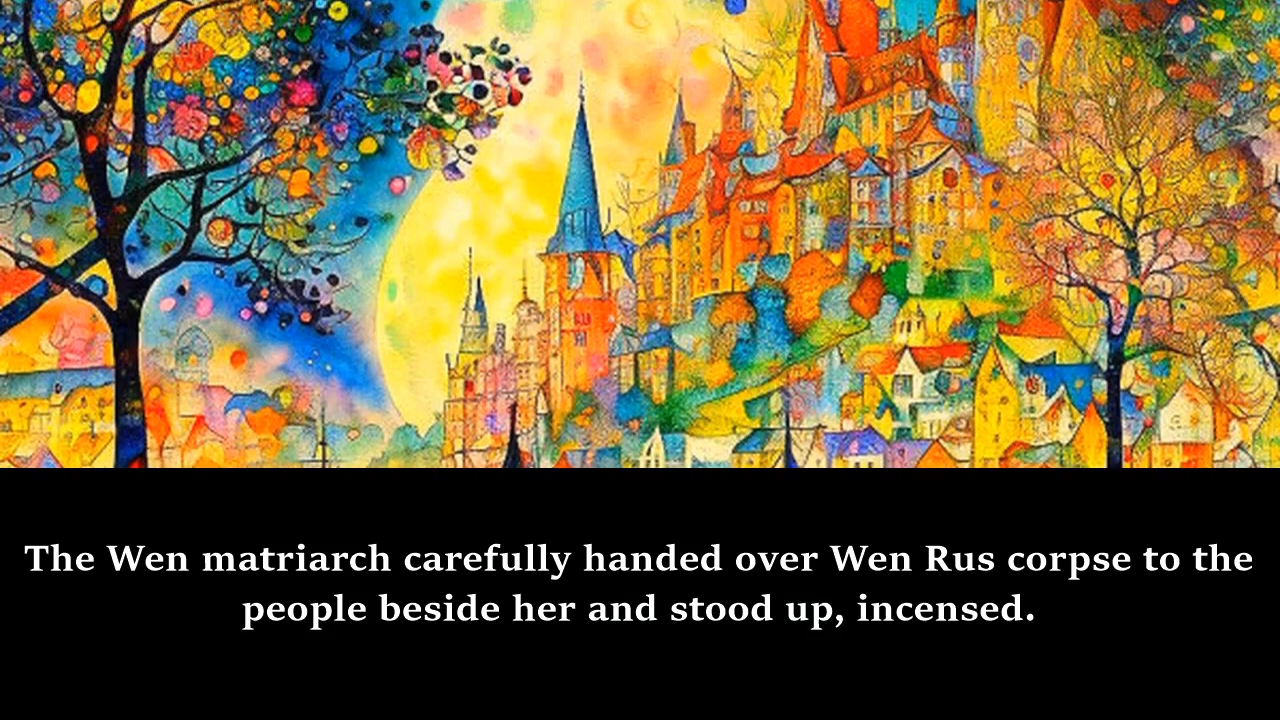 The Wen matriarch carefully handed over Wen Rus corpse to the
people beside her and stood up, incensed.